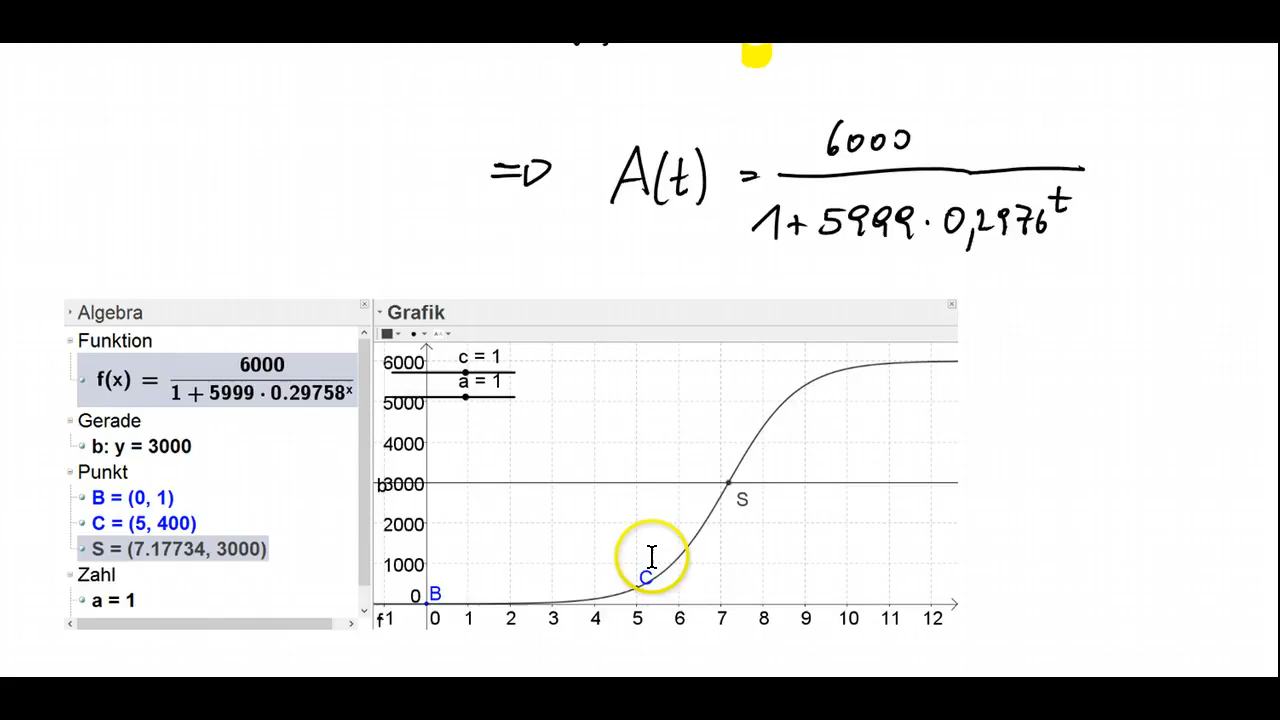 => A(t) = 6000 / 1 + 5999 · 0,2976^t
Algebra
Funktion
f(x) = 6000 / 1 + 5999 · 0.29758^x
Gerade
b: y = 3000
Punkt
B = (0, 1)
C = (5, 400)
S = (7.17734, 3000)
Zahl
a = 1
Grafik
c = 1
a = 1
6000
5000
4000
b
3000
S
2000
1000
C
0
B
f
-1 0 1 2 3 4 5 6 7 8 9 10 11 12